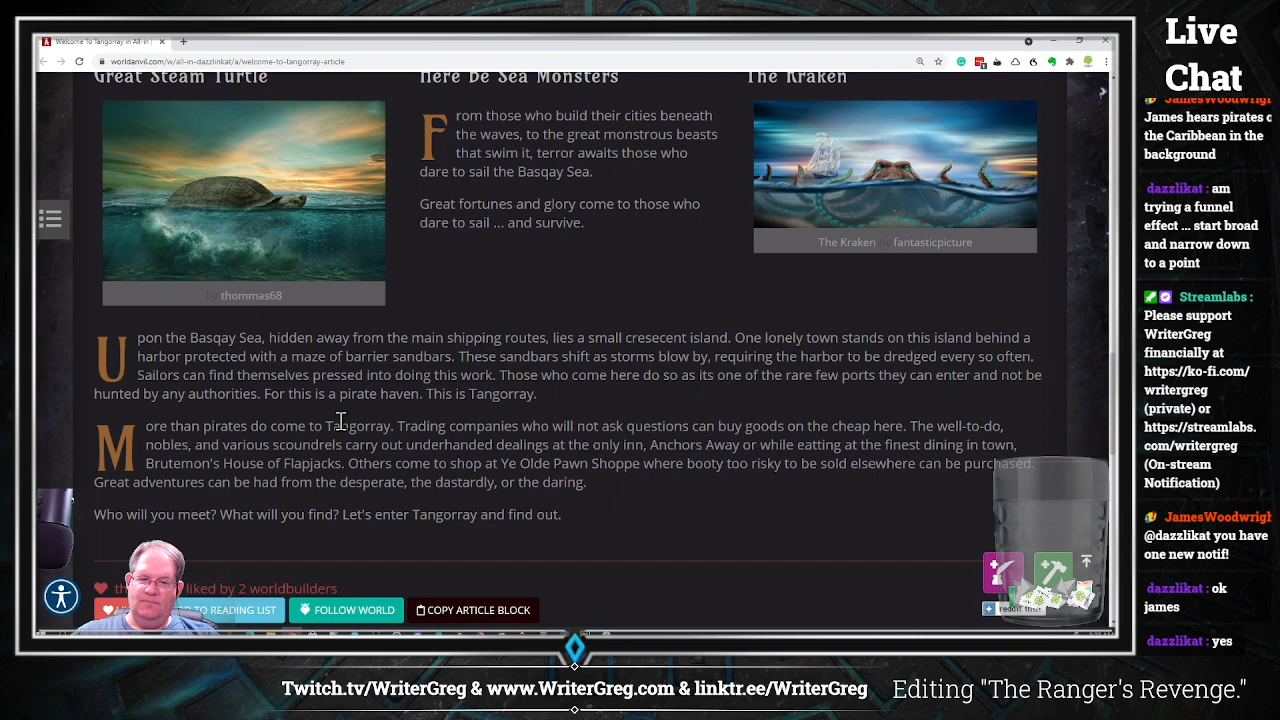 Welcome To Tangorray in All-In |
worldanvil.com/w/all-in-dazzlinkat/a/welcome-to-tangorray-article
Great Steam Turtle
Here Be Sea Monsters
The Kraken
by thommas68
From those who build their cities beneath
the waves, to the great monstrous beasts
that swim it, terror awaits those who
dare to sail the Basqay Sea.
Great fortunes and glory come to those who
dare to sail ... and survive.
The Kraken by fantasticpicture
Upon the Basqay Sea, hidden away from the main shipping routes, lies a small cresecent island. One lonely town stands on this island behind a
harbor protected with a maze of barrier sandbars. These sandbars shift as storms blow by, requiring the harbor to be dredged every so often.
Sailors can find themselves pressed into doing this work. Those who come here do so as its one of the rare few ports they can enter and not be
hunted by any authorities. For this is a pirate haven. This is Tangorray.
More than pirates do come to Tangorray. Trading companies who will not ask questions can buy goods on the cheap here. The well-to-do,
nobles, and various scoundrels carry out underhanded dealings at the only inn, Anchors Away or while eating at the finest dining in town,
Brutemon's House of Flapjacks. Others come to shop at Ye Olde Pawn Shoppe where booty too risky to be sold elsewhere can be purchased.
Great adventures can be had from the desperate, the dastardly, or the daring.
Who will you meet? What will you find? Let's enter Tangorray and find out.
liked by 2 worldbuilders
TO READING LIST
FOLLOW WORLD
COPY ARTICLE BLOCK
reddit this!
Live
Chat
JamesWoodwrigh
James hears pirates o
the Caribbean in the
background
dazzlikat : am
trying a funnel
effect ... start broad
and narrow down
to a point
Streamlabs :
Please support
WriterGreg
financially at
https://ko-fi.com/
writergreg
(private) or
https://streamlabs.
com/writergreg
(On-stream
Notification)
JamesWoodwrigh
@dazzlikat you have
one new notif!
dazzlikat : ok
james
dazzlikat : yes
Twitch.tv/WriterGreg & www.WriterGreg.com & linktr.ee/WriterGreg
Editing "The Ranger's Revenge."